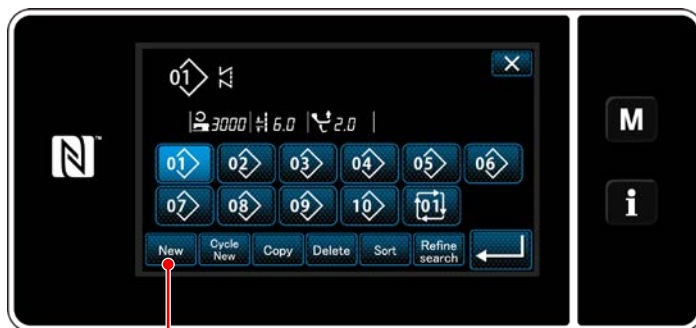 01
3000 6.0 2.0
01 02 03 04 05 06
07 08 09 10 01
New Cycle New Copy Delete Sort Refine search
M
i
N